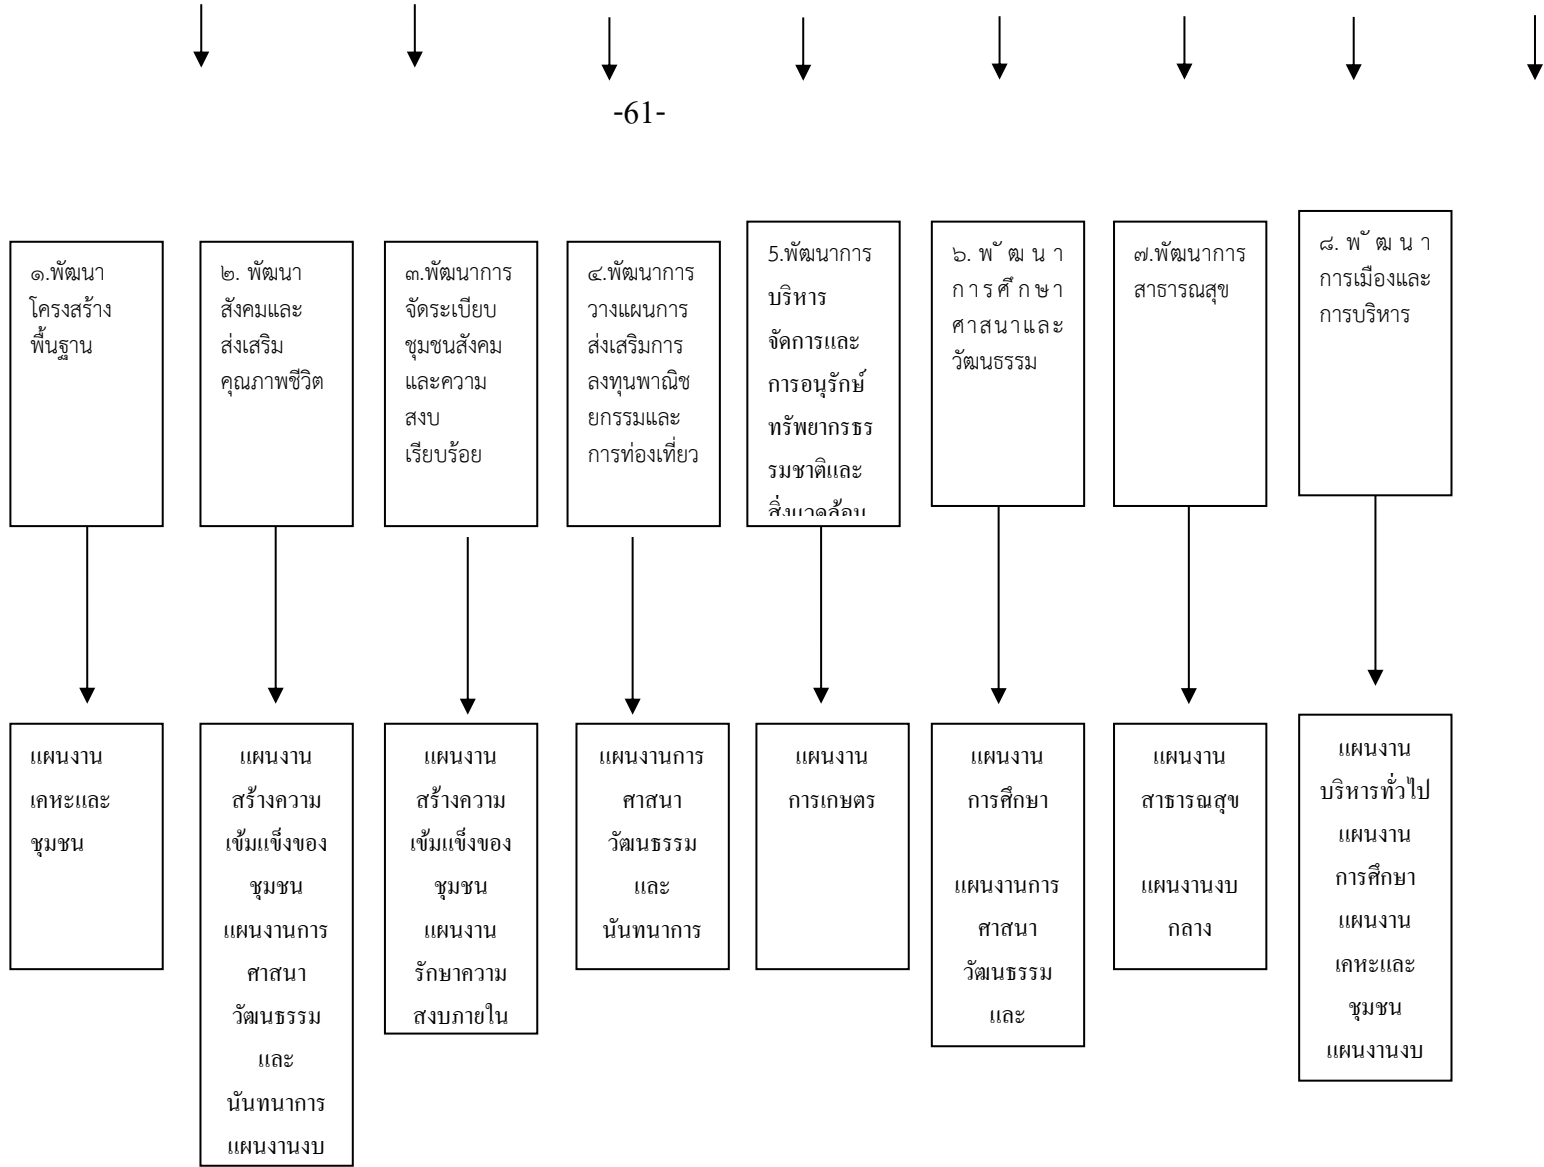 -61-
๑.พัฒนา
โครงสร้าง
พื้นฐาน
๒. พัฒนา
สังคมและ
ส่งเสริม
คุณภาพชีวิต
๓.พัฒนาการ
จัดระเบียบ
ชุมชนสังคม
และความ
สงบ
เรียบร้อย
๔.พัฒนาการ
วางแผนการ
ส่งเสริมการ
ลงทุนพาณิช
ยกรรมและ
การท่องเที่ยว
5.พัฒนาการ
บริหาร
จัดการและ
การอนุรักษ์
ทรัพยากรธร
รมชาติและ
สิ่งแวดล้อม
๖. พัฒนา
การศึกษา
ศาสนาและ
วัฒนธรรม
๗.พัฒนาการ
สาธารณสุข
๘. พัฒนา
การเมืองและ
การบริหาร
แผนงาน
เคหะและ
ชุมชน
แผนงาน
สร้างความ
เข้มแข็งของ
ชุมชน
แผนงานการ
ศาสนา
วัฒนธรรม
และ
นันทนาการ
แผนงานงบ
แผนงาน
สร้างความ
เข้มแข็งของ
ชุมชน
แผนงาน
รักษาความ
สงบภายใน
แผนงานการ
ศาสนา
วัฒนธรรม
และ
นันทนาการ
แผนงาน
การเกษตร
แผนงาน
การศึกษา
แผนงานการ
ศาสนา
วัฒนธรรม
และ
แผนงาน
สาธารณสุข
แผนงานงบ
กลาง
แผนงาน
บริหารทั่วไป
แผนงาน
การศึกษา
แผนงาน
เคหะและ
ชุมชน
แผนงานงบ